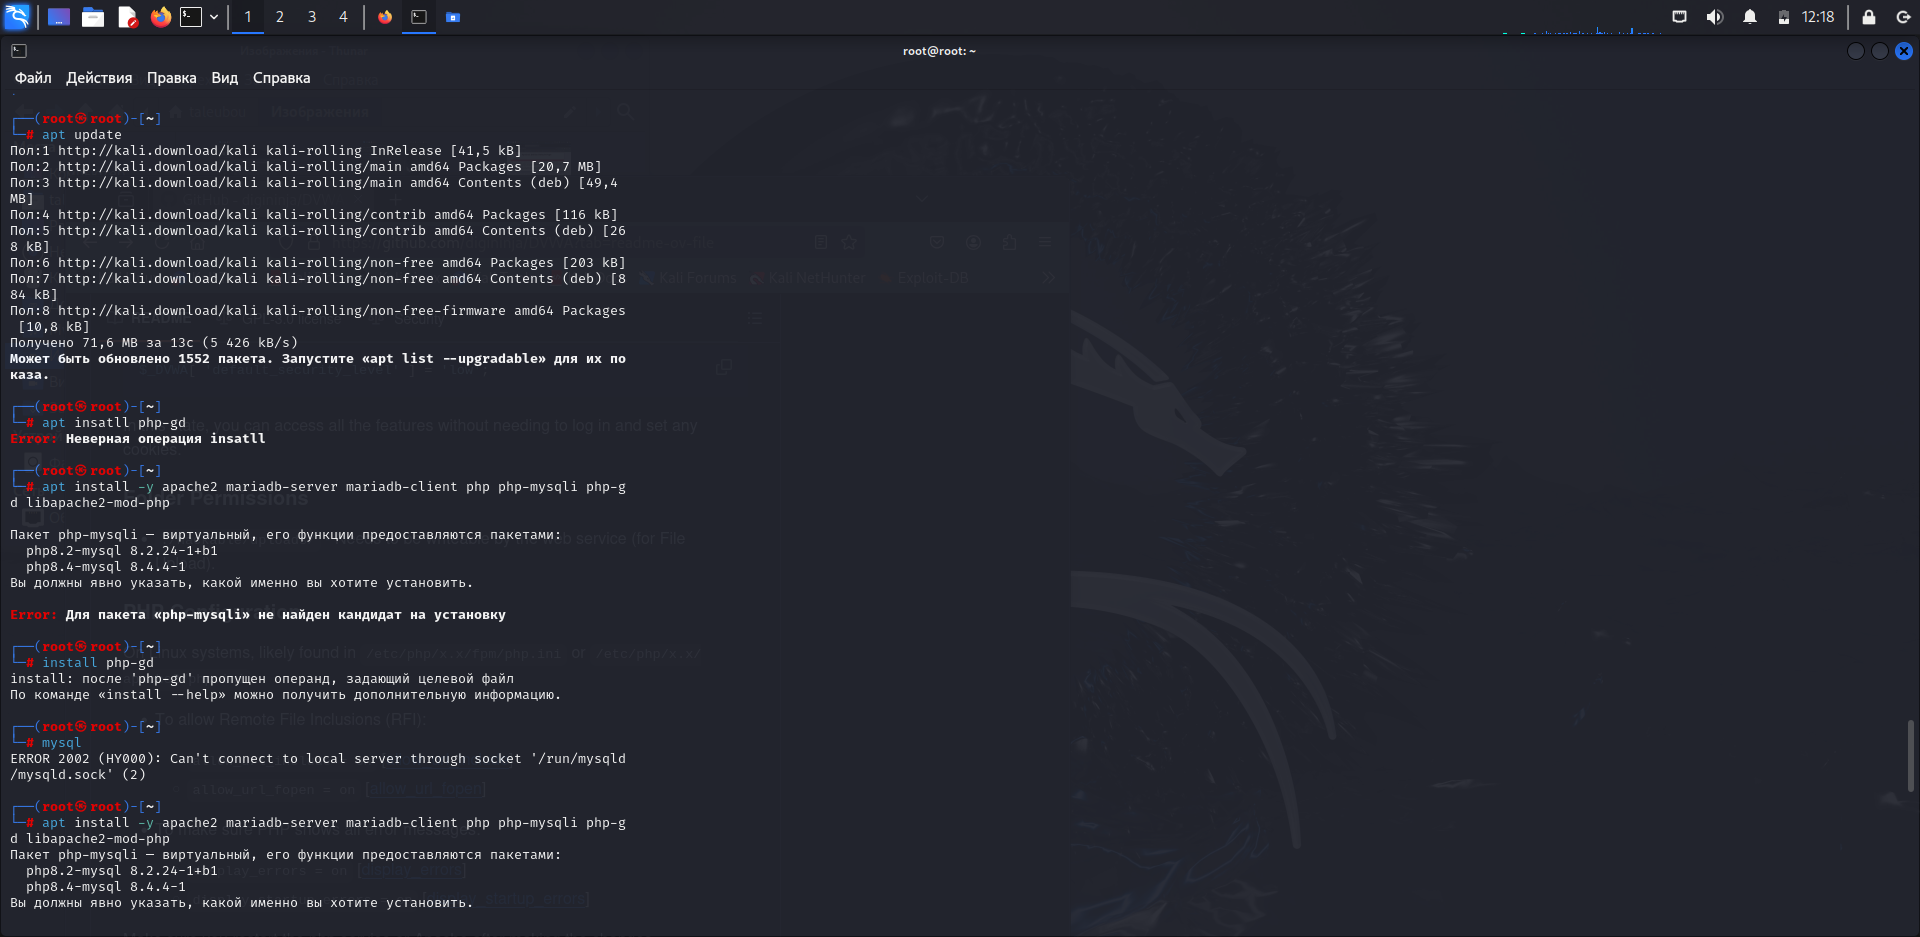 1 2 3 4 12:18
root@root: ~
Файл Действия Правка Вид Справка
┌──(root㉿root)-[~]
└─# apt update
Пол:1 http://kali.download/kali kali-rolling InRelease [41,5 kB]
Пол:2 http://kali.download/kali kali-rolling/main amd64 Packages [20,7 MB]
Пол:3 http://kali.download/kali kali-rolling/main amd64 Contents (deb) [49,4
MB]
Пол:4 http://kali.download/kali kali-rolling/contrib amd64 Packages [116 kB]
Пол:5 http://kali.download/kali kali-rolling/contrib amd64 Contents (deb) [26
8 kB]
Пол:6 http://kali.download/kali kali-rolling/non-free amd64 Packages [203 kB]
Пол:7 http://kali.download/kali kali-rolling/non-free amd64 Contents (deb) [8
84 kB]
Пол:8 http://kali.download/kali kali-rolling/non-free-firmware amd64 Packages
[10,8 kB]
Получено 71,6 MB за 13с (5 426 kB/s)
Может быть обновлено 1552 пакета. Запустите «apt list --upgradable» для их по
каза.
┌──(root㉿root)-[~]
└─# apt insatll php-gd
Error: Неверная операция insatll
┌──(root㉿root)-[~]
└─# apt install -y apache2 mariadb-server mariadb-client php php-mysqli php-g
d libapache2-mod-php
Пакет php-mysqli — виртуальный, его функции предоставляются пакетами:
php8.2-mysql 8.2.24-1+b1
php8.4-mysql 8.4.4-1
Вы должны явно указать, какой именно вы хотите установить.
Error: Для пакета «php-mysqli» не найден кандидат на установку
┌──(root㉿root)-[~]
└─# install php-gd
install: после 'php-gd' пропущен операнд, задающий целевой файл
По команде «install --help» можно получить дополнительную информацию.
┌──(root㉿root)-[~]
└─# mysql
ERROR 2002 (HY000): Can't connect to local server through socket '/run/mysqld
/mysqld.sock' (2)
┌──(root㉿root)-[~]
└─# apt install -y apache2 mariadb-server mariadb-client php php-mysqli php-g
d libapache2-mod-php
Пакет php-mysqli — виртуальный, его функции предоставляются пакетами:
php8.2-mysql 8.2.24-1+b1
php8.4-mysql 8.4.4-1
Вы должны явно указать, какой именно вы хотите установить.